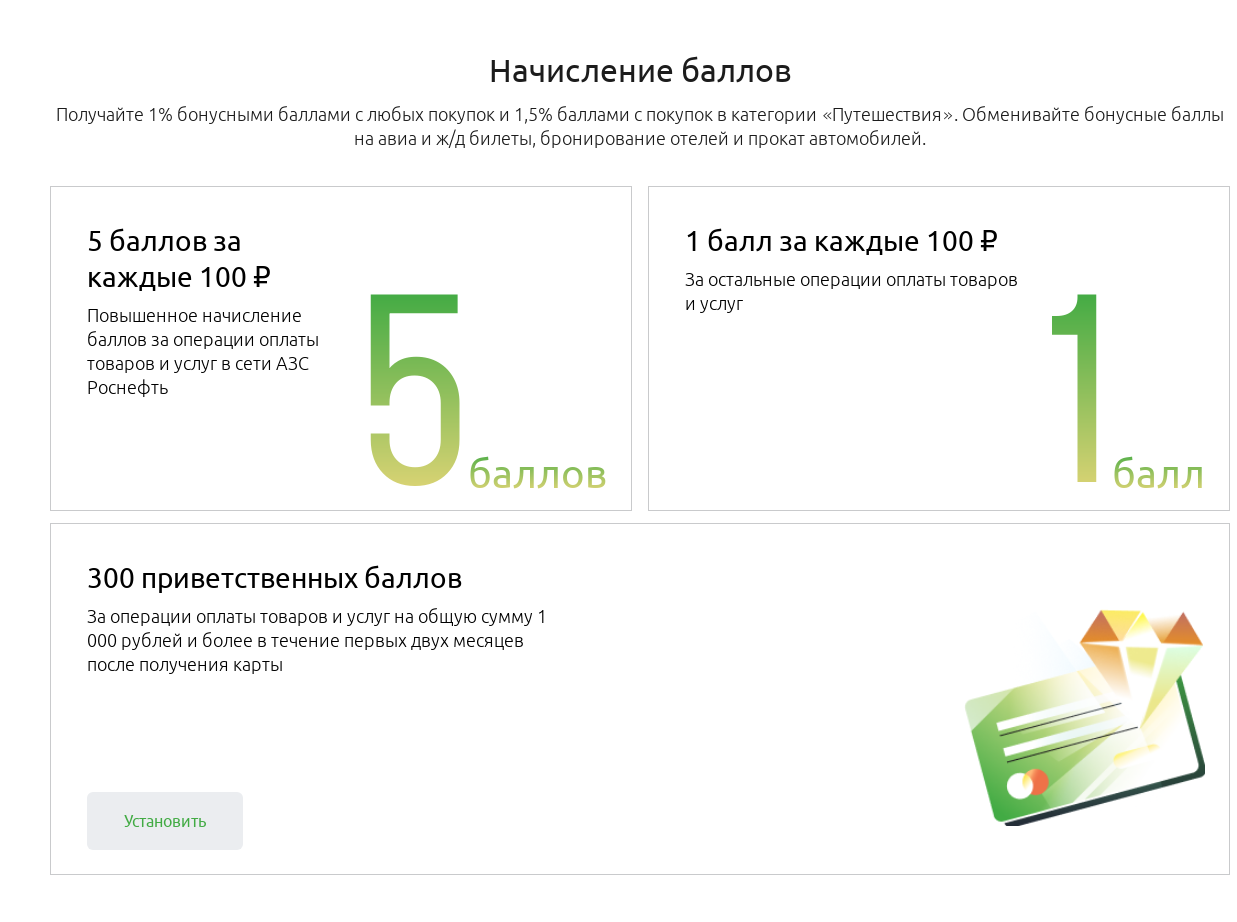 Начисление баллов
Получайте 1% бонусными баллами с любых покупок и 1,5% баллами с покупок в категории «Путешествия». Обменивайте бонусные баллы
на авиа и ж/д билеты, бронирование отелей и прокат автомобилей.
5 баллов за
каждые 100 ₽
Повышенное начисление
баллов за операции оплаты
товаров и услуг в сети АЗС
Роснефть
5 баллов
1 балл за каждые 100 ₽
За остальные операции оплаты товаров
и услуг
1 балл
300 приветственных баллов
За операции оплаты товаров и услуг на общую сумму 1
000 рублей и более в течение первых двух месяцев
после получения карты
Установить